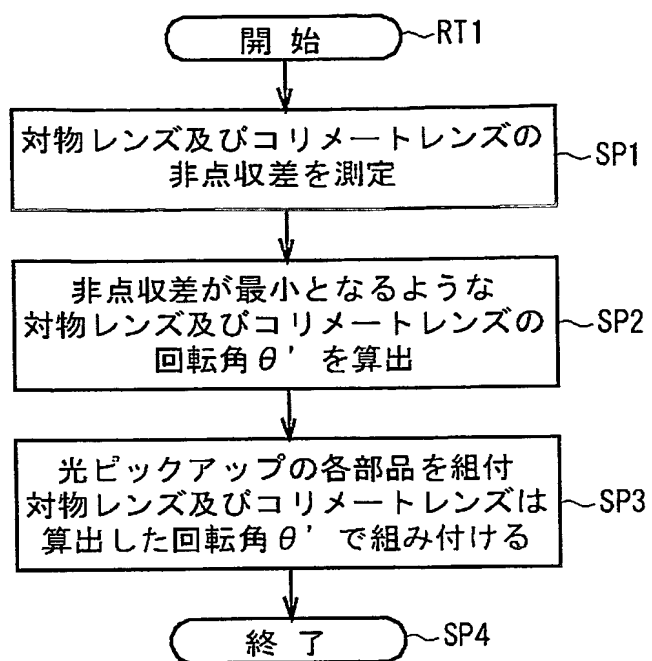 開始
RT1
対物レンズ及びコリメートレンズの
非点収差を測定
SP1
非点収差が最小となるような
対物レンズ及びコリメートレンズの
回転角θ'を算出
SP2
光ピックアップの各部品を組付
対物レンズ及びコリメートレンズは
算出した回転角θ'で組み付ける
SP3
終了
SP4